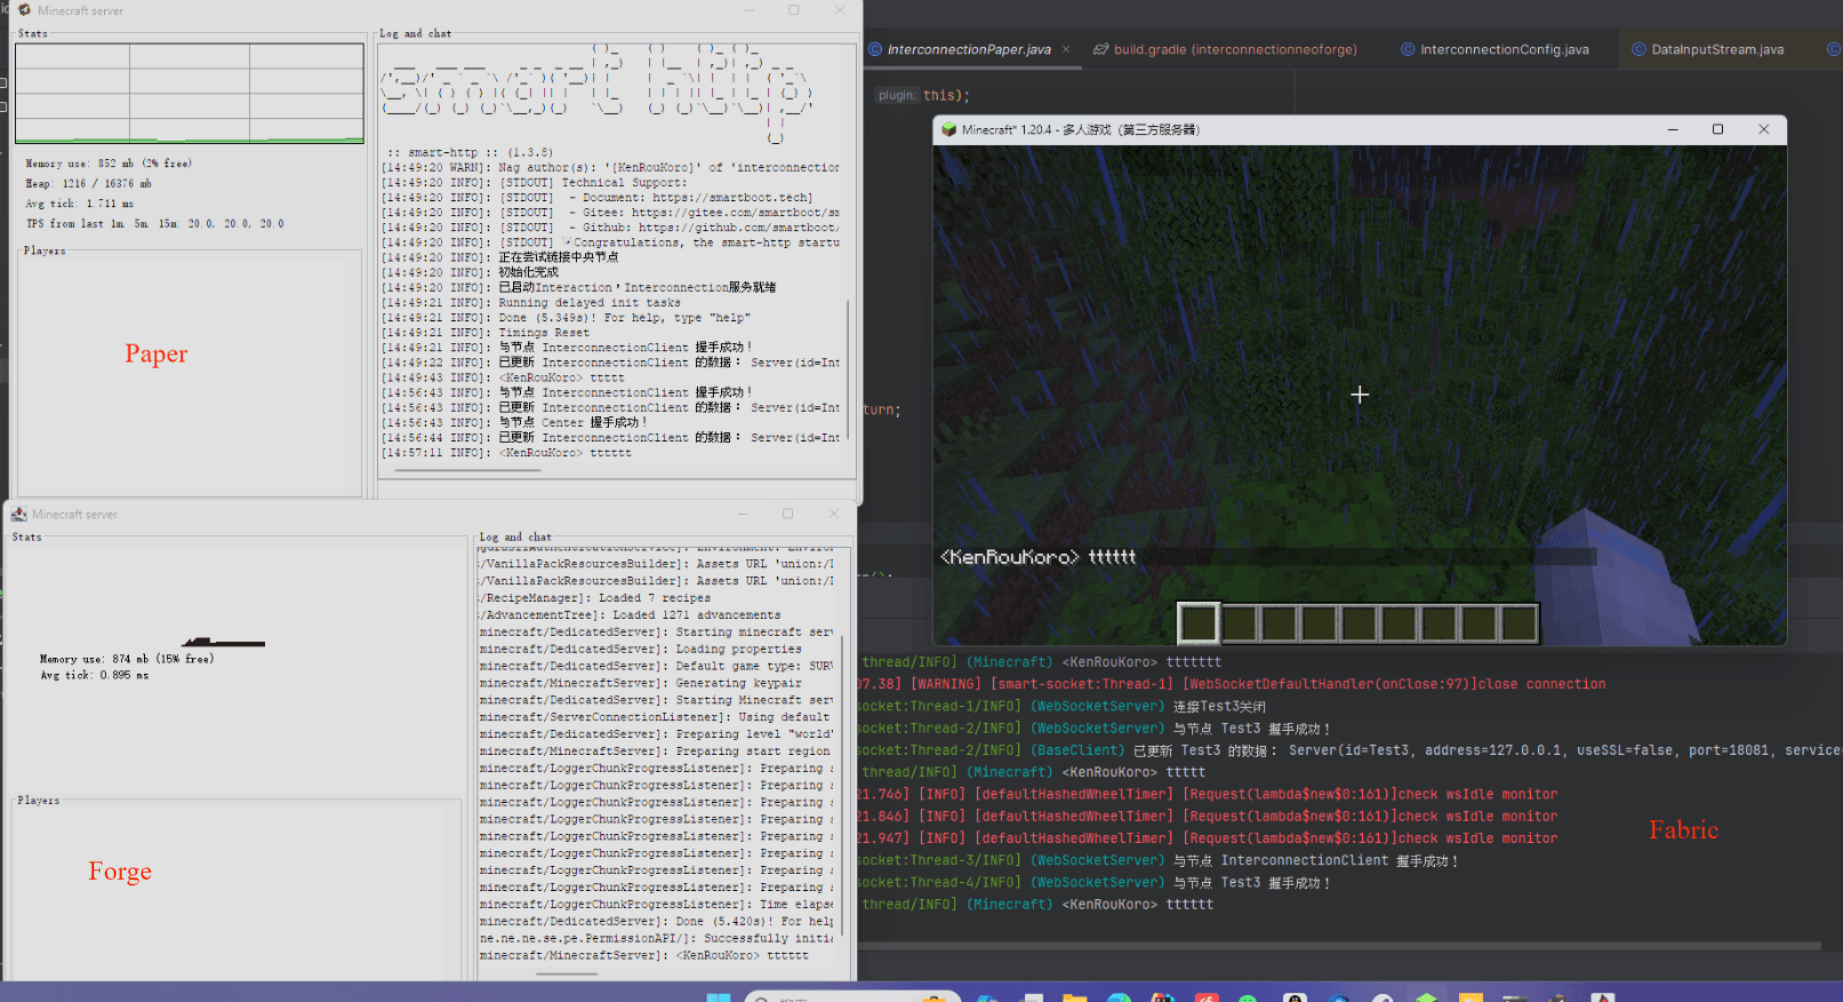 Minecraft server
Stats
Memory use: 852 mb (2% free)
Heap: 1216 / 16376 mb
Avg tick: 1.711 ms
TPS from last 1m, 5m, 15m: 20.0, 20.0, 20.0
Players
Paper
Log and chat
:: smart-http :: (1.3.8)
[14:49:20 WARN]: Nag author(s): '[KenRouKoro]' of 'interconnection
[14:49:20 INFO]: [STDOUT] Technical Support:
[14:49:20 INFO]: [STDOUT]  - Document: https://smartboot.tech]
[14:49:20 INFO]: [STDOUT]  - Gitee: https://gitee.com/smartboot/sm
[14:49:20 INFO]: [STDOUT]  - Github: https://github.com/smartboot/
[14:49:20 INFO]: [STDOUT] Congratulations, the smart-http startu
[14:49:20 INFO]: 正在尝试链接中央节点
[14:49:20 INFO]: 初始化完成
[14:49:20 INFO]: 已启动Interaction，Interconnection服务就绪
[14:49:21 INFO]: Running delayed init tasks
[14:49:21 INFO]: Done (5.349s)! For help, type "help"
[14:49:21 INFO]: Timings Reset
[14:49:21 INFO]: 与节点 InterconnectionClient 握手成功！
[14:49:22 INFO]: 已更新 InterconnectionClient 的数据： Server(id=Int
[14:49:43 INFO]: <KenRouKoro> ttttt
[14:56:43 INFO]: 与节点 InterconnectionClient 握手成功！
[14:56:43 INFO]: 已更新 InterconnectionClient 的数据： Server(id=Int
[14:56:43 INFO]: 与节点 Center 握手成功！
[14:56:44 INFO]: 已更新 InterconnectionClient 的数据： Server(id=Int
[14:57:11 INFO]: <KenRouKoro> tttttt
InterconnectionPaper.java
build.gradle (interconnectionneoforge)
InterconnectionConfig.java
DataInputStream.java
plugin: this);
turn;
Minecraft* 1.20.4 - 多人游戏（第三方服务器）
<KenRouKoro> tttttt
Minecraft server
Stats
Memory use: 874 mb (15% free)
Avg tick: 0.895 ms
Players
Forge
Log and chat
/VanillaPackResourcesBuilder]: Assets URL 'union:/
/VanillaPackResourcesBuilder]: Assets URL 'union:/
/RecipeManager]: Loaded 7 recipes
/AdvancementTree]: Loaded 1271 advancements
minecraft/DedicatedServer]: Starting minecraft serv
minecraft/DedicatedServer]: Loading properties
minecraft/DedicatedServer]: Default game type: SURV
minecraft/MinecraftServer]: Generating keypair
minecraft/DedicatedServer]: Starting Minecraft serv
minecraft/ServerConnectionListener]: Using default
minecraft/DedicatedServer]: Preparing level "world"
minecraft/MinecraftServer]: Preparing start region
minecraft/LoggerChunkProgressListener]: Preparing s
minecraft/LoggerChunkProgressListener]: Preparing s
minecraft/LoggerChunkProgressListener]: Preparing s
minecraft/LoggerChunkProgressListener]: Preparing s
minecraft/LoggerChunkProgressListener]: Preparing s
minecraft/LoggerChunkProgressListener]: Preparing s
minecraft/LoggerChunkProgressListener]: Preparing s
minecraft/LoggerChunkProgressListener]: Preparing s
minecraft/LoggerChunkProgressListener]: Time elapse
minecraft/DedicatedServer]: Done (5.420s)! For help
ne.ne.ne.se.pe.PermissionAPI/]: Successfully initia
minecraft/MinecraftServer]: <KenRouKoro> tttttt
thread/INFO] (Minecraft) <KenRouKoro> ttttttt
07.38] [WARNING] [smart-socket:Thread-1] [WebSocketDefaultHandler(onClose:97)]close connection
socket:Thread-1/INFO] (WebSocketServer) 连接Test3关闭
socket:Thread-2/INFO] (WebSocketServer) 与节点 Test3 握手成功！
socket:Thread-2/INFO] (BaseClient) 已更新 Test3 的数据： Server(id=Test3, address=127.0.0.1, useSSL=false, port=18081, service=
thread/INFO] (Minecraft) <KenRouKoro> ttttt
21.746] [INFO] [defaultHashedWheelTimer] [Request(lambda$new$0:161)]check wsIdle monitor
21.846] [INFO] [defaultHashedWheelTimer] [Request(lambda$new$0:161)]check wsIdle monitor
21.947] [INFO] [defaultHashedWheelTimer] [Request(lambda$new$0:161)]check wsIdle monitor
socket:Thread-3/INFO] (WebSocketServer) 与节点 InterconnectionClient 握手成功！
socket:Thread-4/INFO] (WebSocketServer) 与节点 Test3 握手成功！
thread/INFO] (Minecraft) <KenRouKoro> tttttt
Fabric